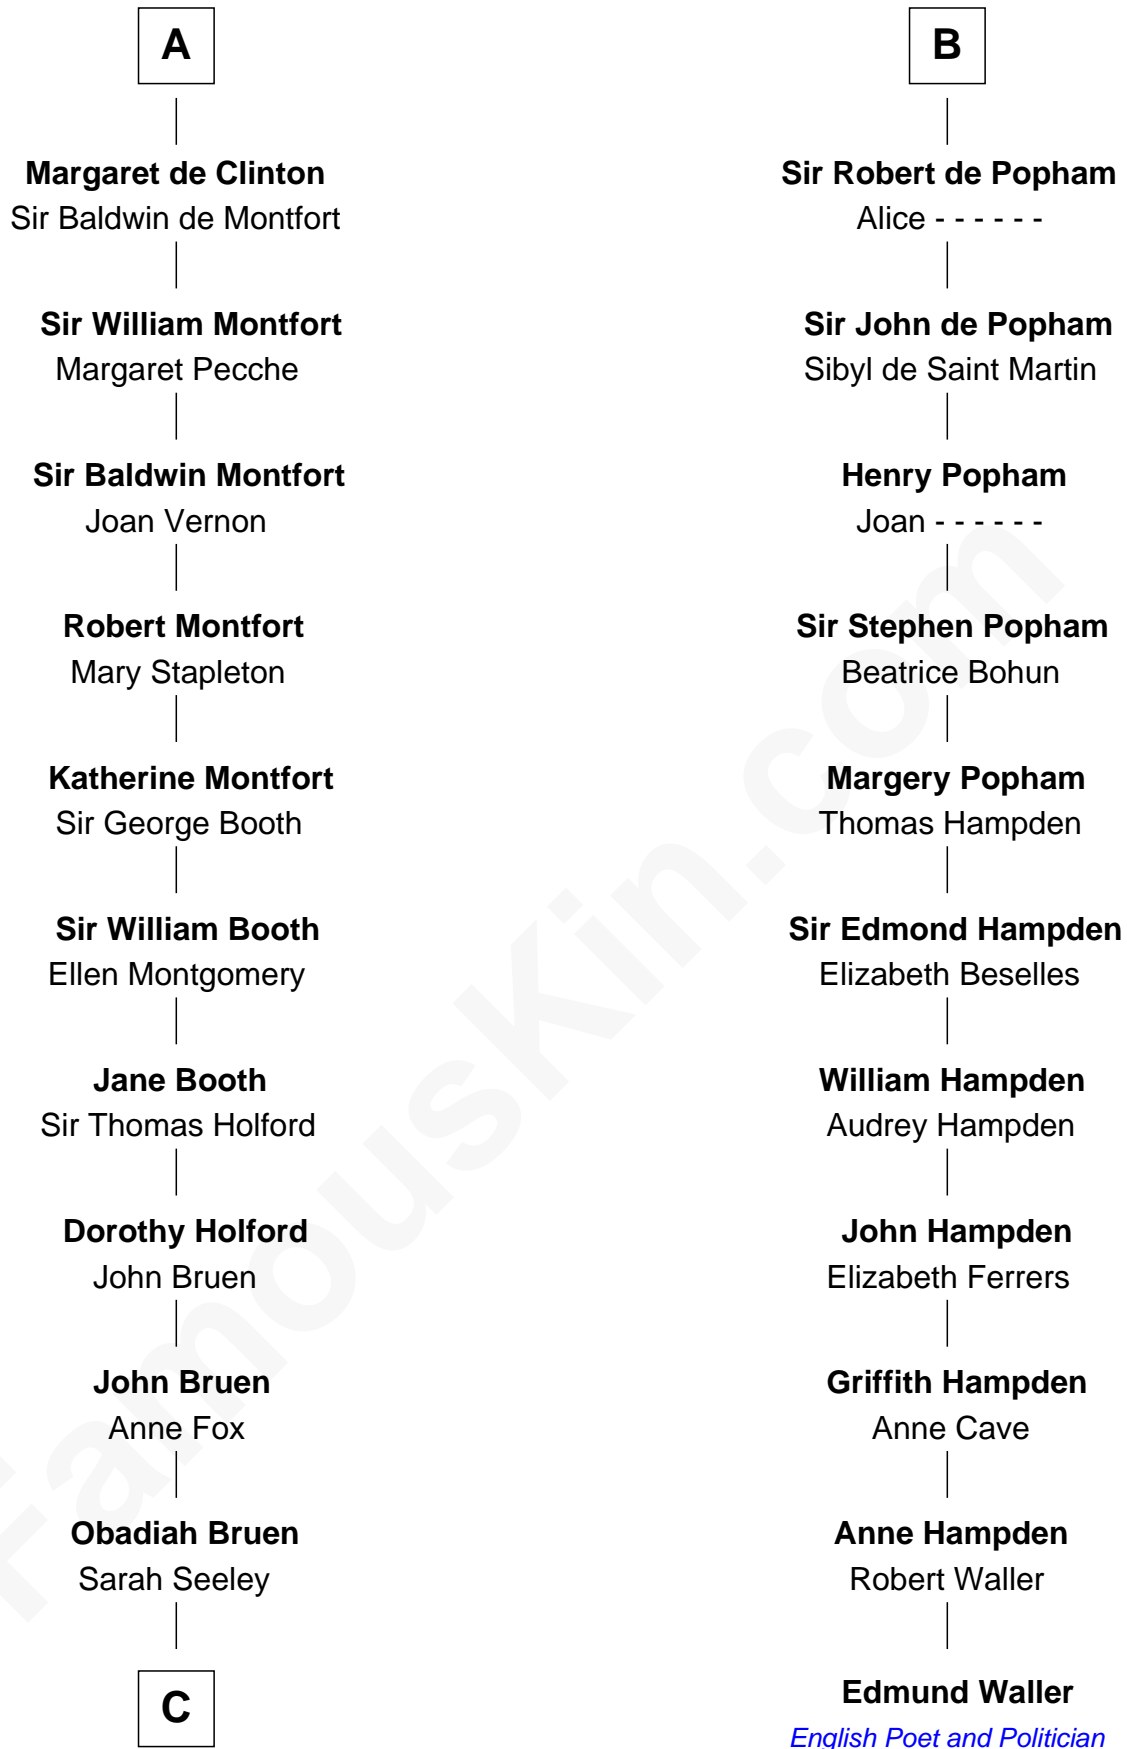 A
Margaret de Clinton
Sir Baldwin de Montfort
Sir William Montfort
Margaret Pecche
Sir Baldwin Montfort
Joan Vernon
Robert Montfort
Mary Stapleton
Katherine Montfort
Sir George Booth
Sir William Booth
Ellen Montgomery
Jane Booth
Sir Thomas Holford
Dorothy Holford
John Bruen
John Bruen
Anne Fox
Obadiah Bruen
Sarah Seeley
C
B
Sir Robert de Popham
Alice - - - - - -
Sir John de Popham
Sibyl de Saint Martin
Henry Popham
Joan - - - - - -
Sir Stephen Popham
Beatrice Bohun
Margery Popham
Thomas Hampden
Sir Edmond Hampden
Elizabeth Beselles
William Hampden
Audrey Hampden
John Hampden
Elizabeth Ferrers
Griffith Hampden
Anne Cave
Anne Hampden
Robert Waller
Edmund Waller
English Poet and Politician
FamousKin.com